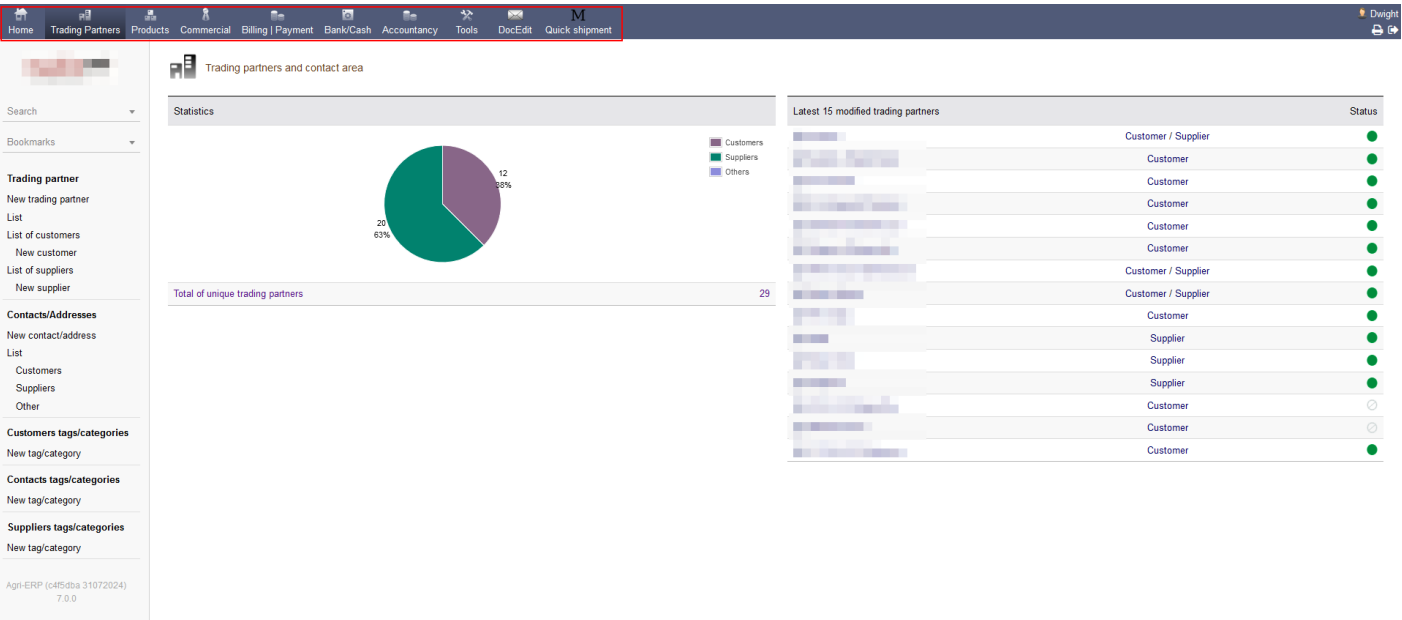 Home Trading Partners Products Commercial Billing | Payment Bank/Cash Accountancy Tools DocEdit M Quick shipment Dwight
Trading partners and contact area
Search
Bookmarks
Trading partner
New trading partner
List
List of customers
New customer
List of suppliers
New supplier
Contacts/Addresses
New contact/address
List
Customers
Suppliers
Other
Customers tags/categories
New tag/category
Contacts tags/categories
New tag/category
Suppliers tags/categories
New tag/category
Agri-ERP (c4f5dba 31072024)
7.0.0
Statistics
Customers
Suppliers
Others
12
38%
20
63%
Total of unique trading partners 29
Latest 15 modified trading partners Status
Customer / Supplier
Customer
Customer
Customer
Customer
Customer
Customer / Supplier
Customer / Supplier
Customer
Supplier
Supplier
Supplier
Customer
Customer
Customer